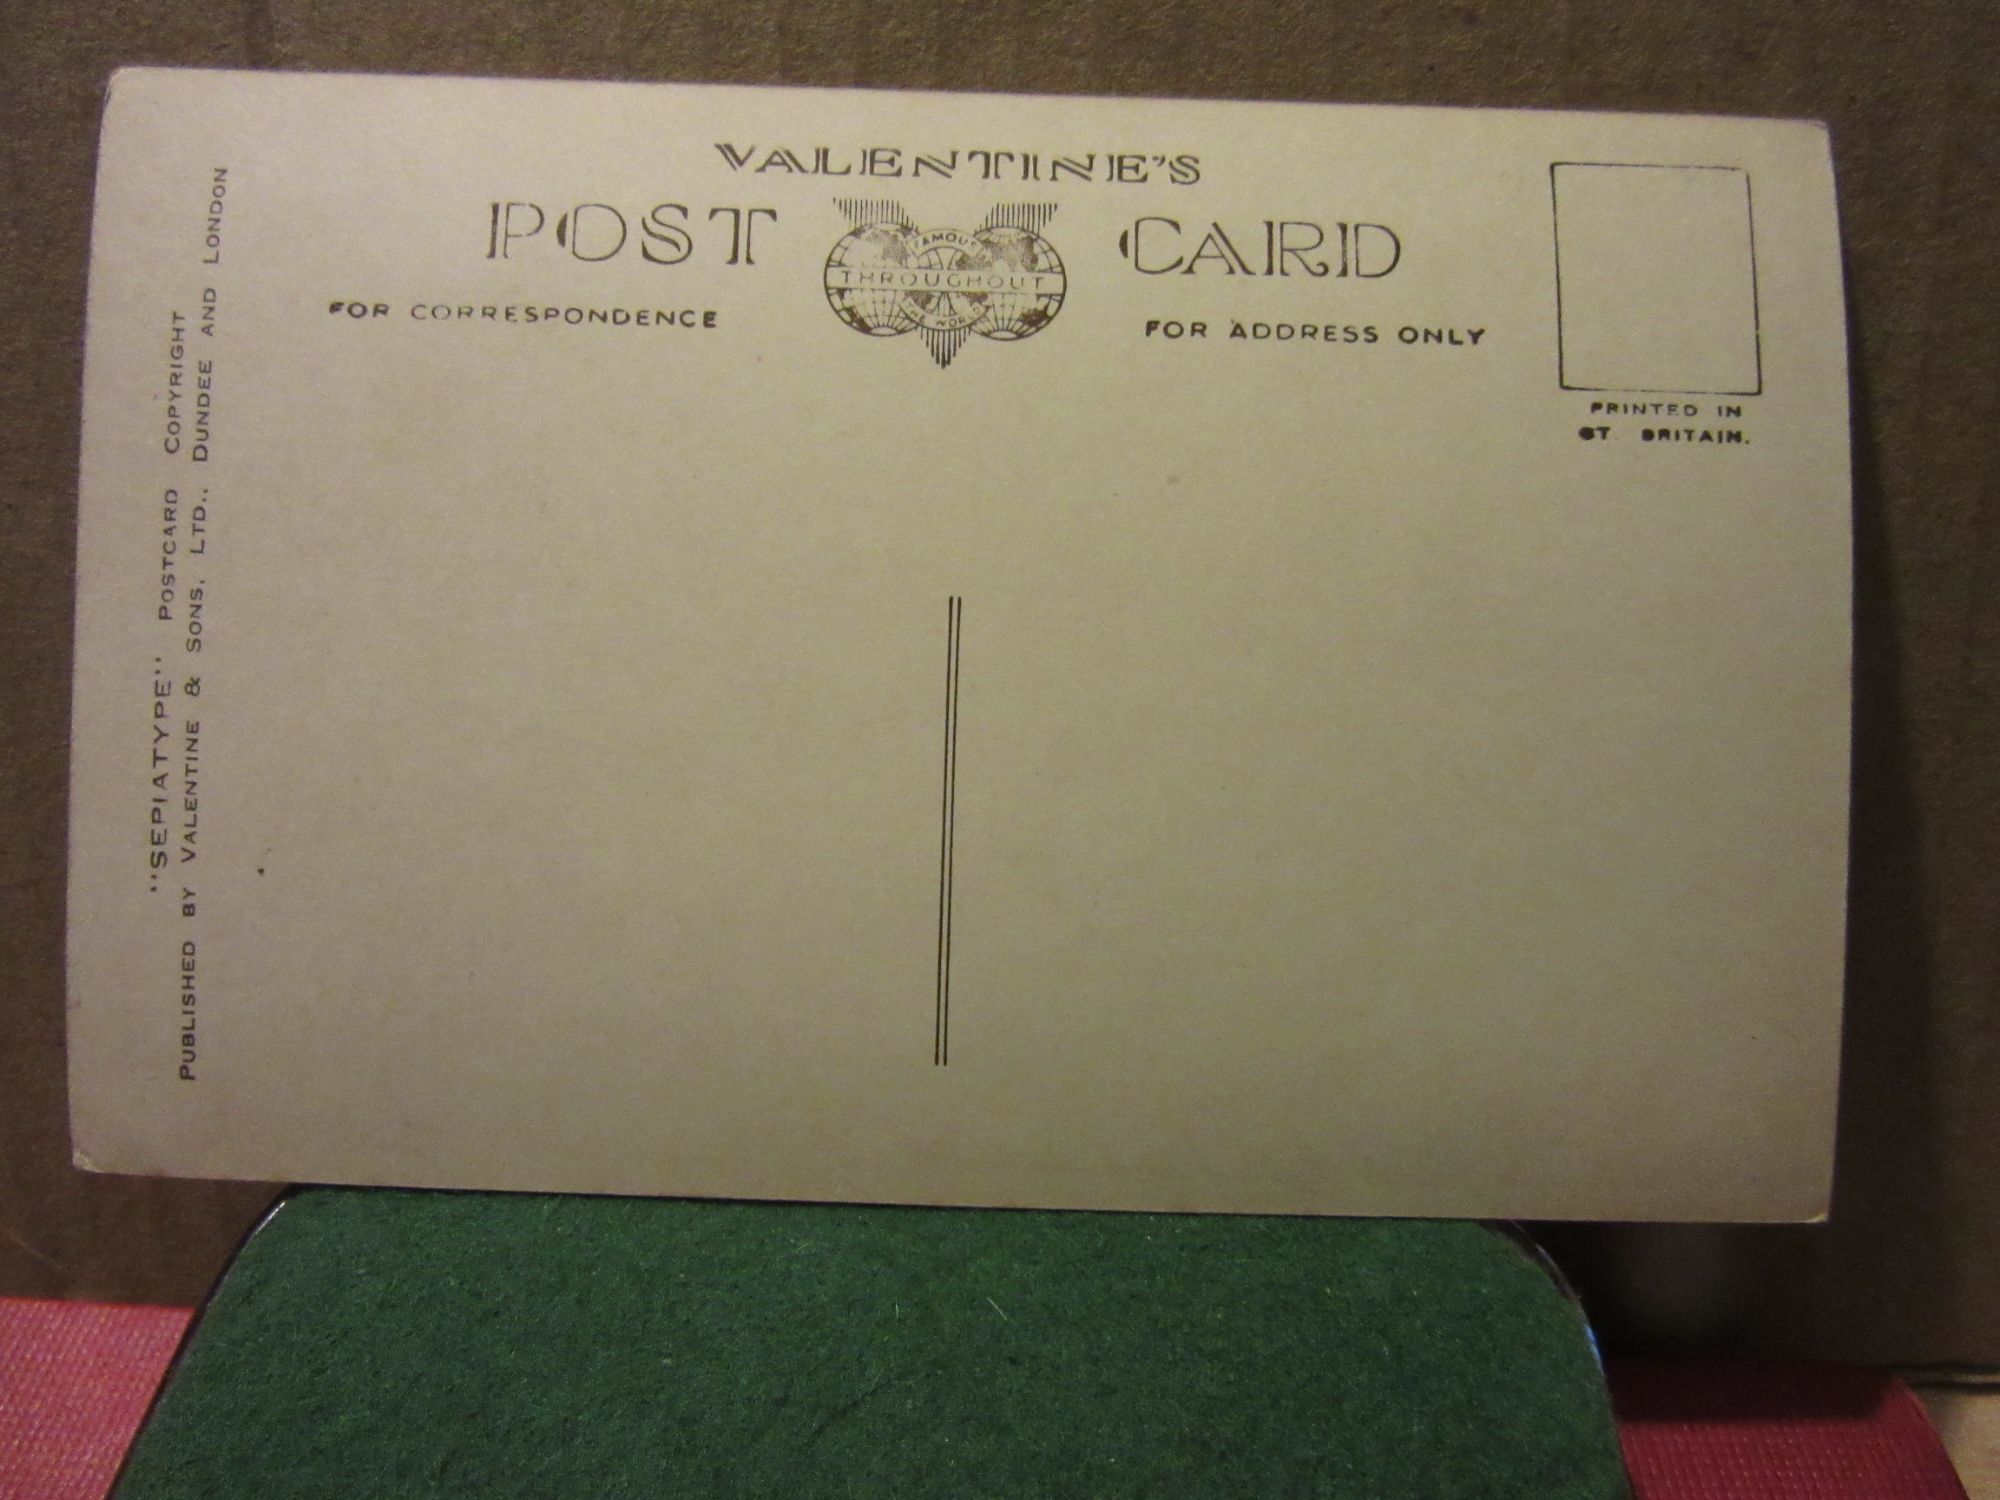 VALENTINE'S
POST CARD
FAMOUS
THROUGHOUT
THE WORLD
FOR CORRESPONDENCE
FOR ADDRESS ONLY
PRINTED IN
GT. BRITAIN.
"SEPIATYPE" POSTCARD COPYRIGHT
PUBLISHED BY VALENTINE & SONS. LTD., DUNDEE AND LONDON